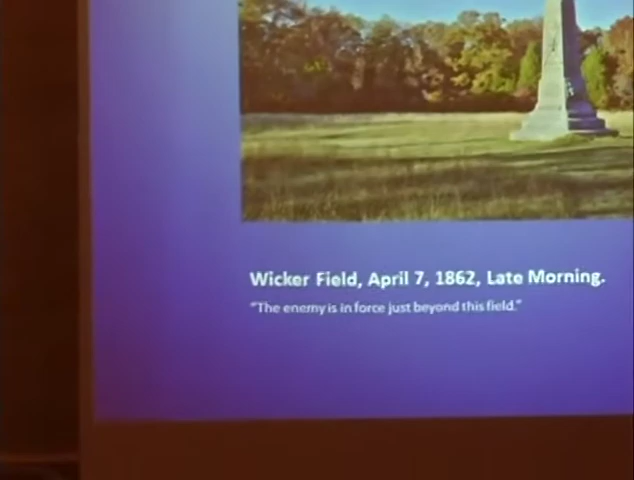 Wicker Field, April 7, 1862, Late Morning.
"The enemy is in force just beyond this field."